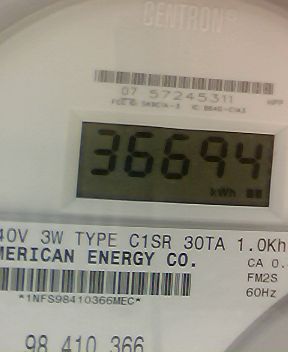 CENTRON®
07 57245311
36694
kWh
40V 3W TYPE C1SR 30TA 1.0Kh
MERICAN ENERGY CO.
CA 0.
FM2S
60Hz
*1NFS98410366MEC*
98 410 366